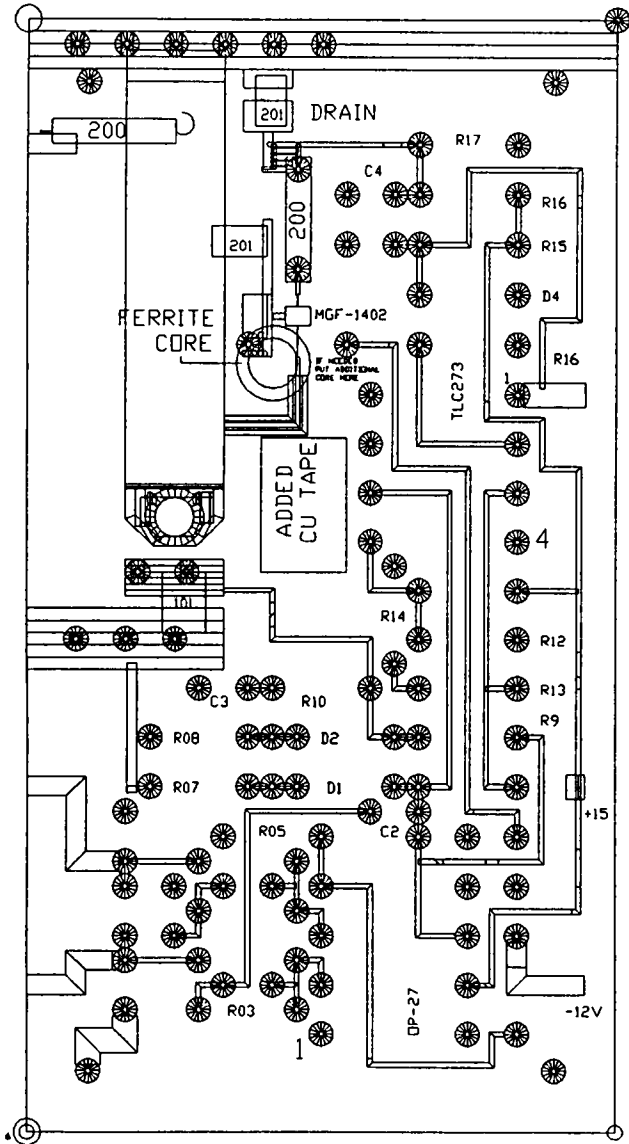 201
DRAIN
200
R17
C4
R16
200
R15
201
D4
MGF-1402
FERRITE
CORE
IF NEEDED
PUT ADDITIONAL
CORE HERE
R16
TLC273
1
ADDED
CU TAPE
4
101
R14
R12
C3
R10
R13
R9
R08
D2
R07
D1
+15
R05
C2
R03
OP-27
-12V
1